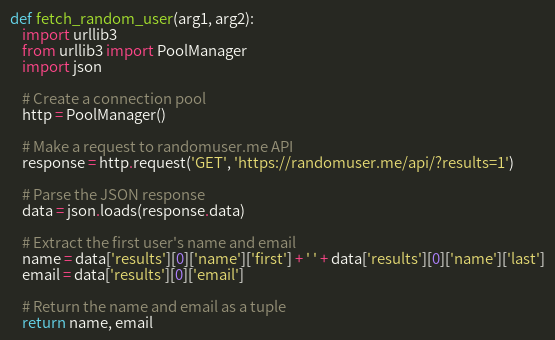 def fetch_random_user(arg1, arg2):
    import urllib3
    from urllib3 import PoolManager
    import json

    # Create a connection pool
    http = PoolManager()

    # Make a request to randomuser.me API
    response = http.request('GET', 'https://randomuser.me/api/?results=1')

    # Parse the JSON response
    data = json.loads(response.data)

    # Extract the first user's name and email
    name = data['results'][0]['name']['first'] + ' ' + data['results'][0]['name']['last']
    email = data['results'][0]['email']

    # Return the name and email as a tuple
    return name, email